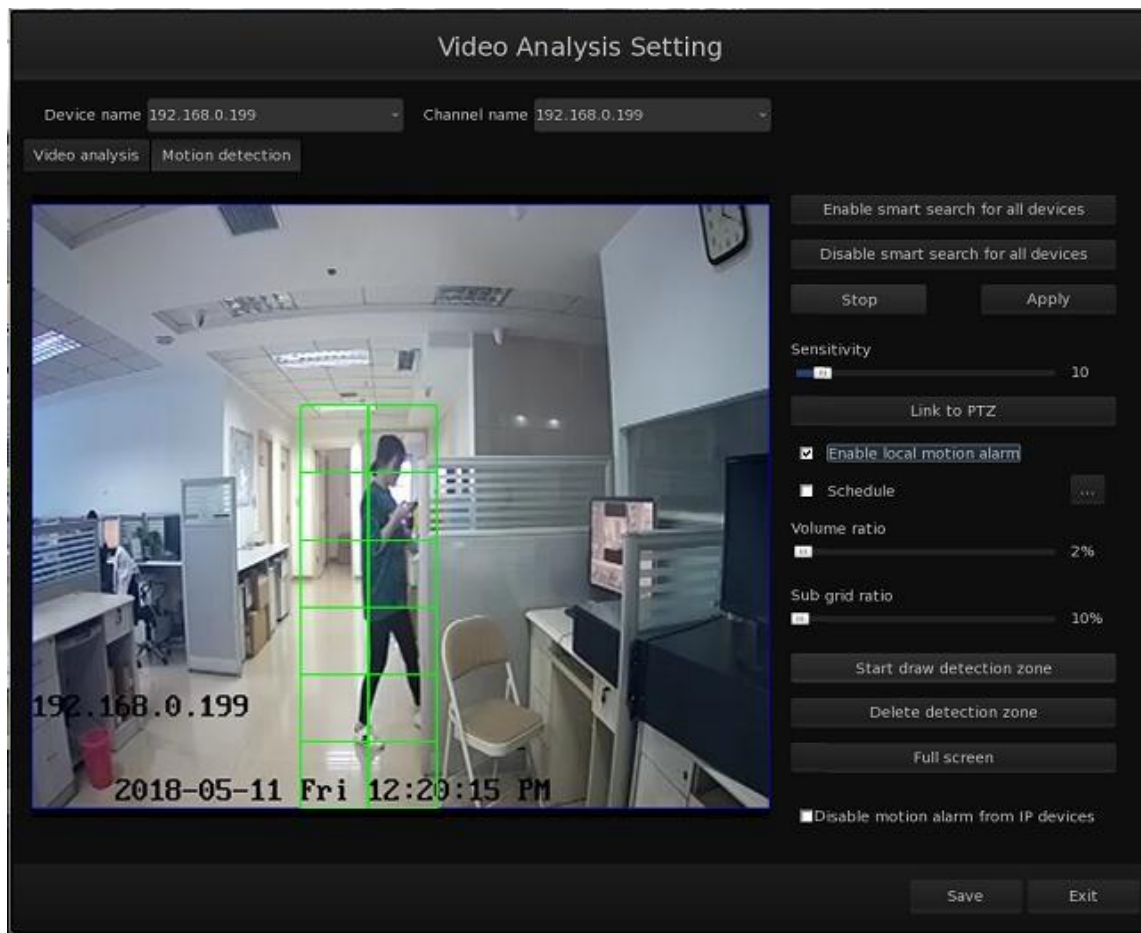 Video Analysis Setting
Device name 192.168.0.199 Channel name 192.168.0.199
Video analysis Motion detection
Enable smart search for all devices
Disable smart search for all devices
Stop Apply
Sensitivity
10
Link to PTZ
Enable local motion alarm
Schedule ...
Volume ratio
2%
Sub grid ratio
10%
Start draw detection zone
Delete detection zone
Full screen
Disable motion alarm from IP devices
192.168.0.199
2018-05-11 Fri 12:20:15 PM
Save Exit